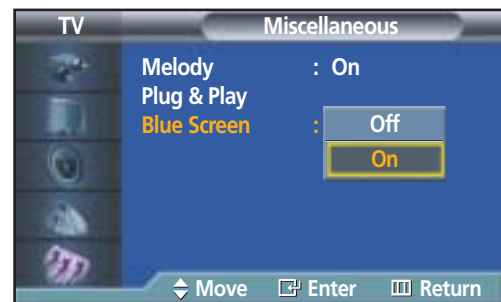 TV Miscellaneous
Melody : On
Plug & Play
Blue Screen : Off
On
Move Enter Return